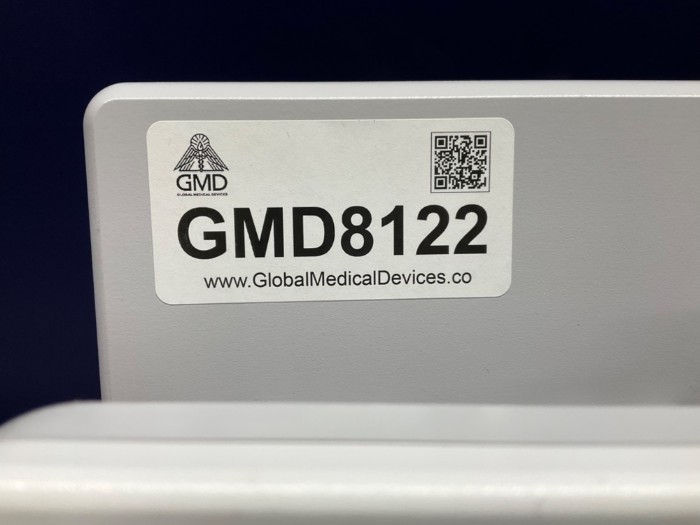 GMD
GLOBAL MEDICAL DEVICES
GMD8122
www.GlobalMedicalDevices.co